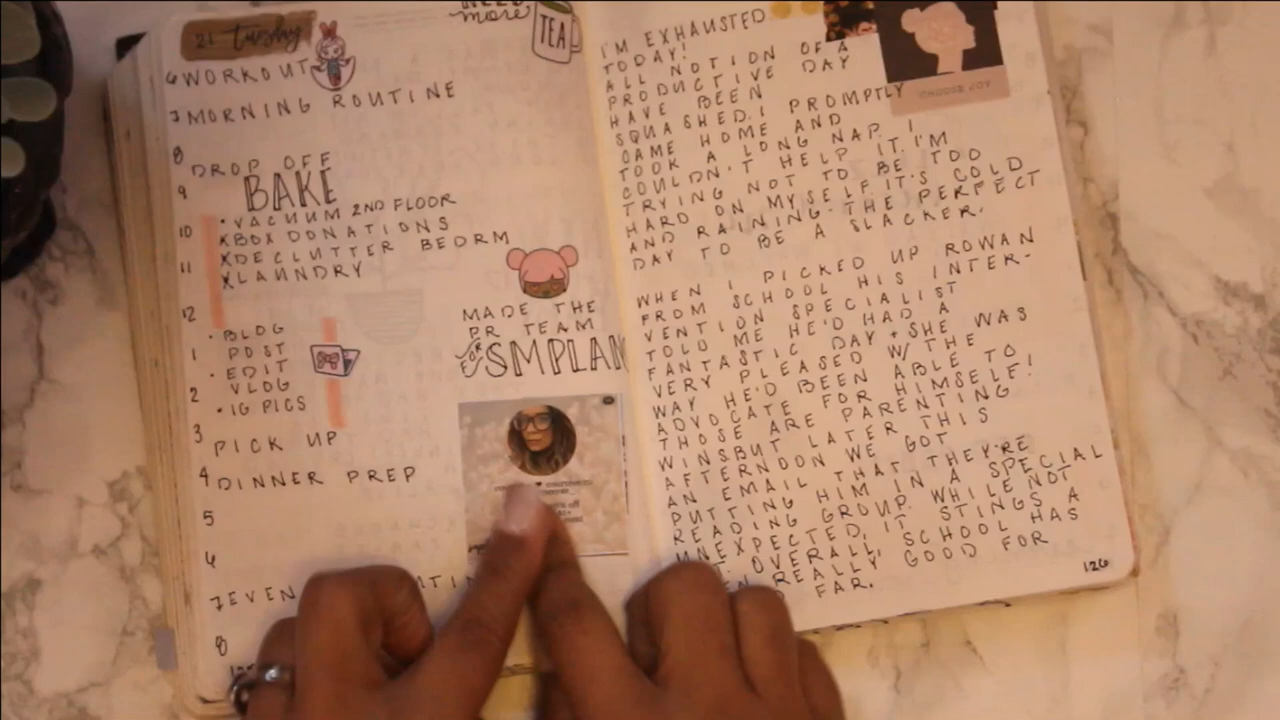 21 tuesday
NEED
more
TEA
6 WORKOUT
7 MORNING ROUTINE
8
DROP OFF
9
BAKE
• VACUUM 2ND FLOOR
10
X BOX DONATIONS
X DECLUTTER BEDRM
11
X LAUNDRY
12
• BLOG
1 POST
• EDIT
2 VLOG
• IG PICS
3
PICK UP
4 DINNER PREP
5
6
7 EVEN
8
MADE THE
PR TEAM
FOR
SMPLAN
I'M EXHAUSTED
TODAY!
ALL NOTION OF A
PRODUCTIVE DAY
HAVE BEEN
SQUASHED. I PROMPTLY
CAME HOME AND
TOOK A LONG NAP. I
COULDN'T HELP IT. I'M
TRYING NOT TO BE TOO
HARD ON MYSELF. IT'S COLD
AND RAINING. THE PERFECT
DAY TO BE A SLACKER.
WHEN I PICKED UP ROWAN
FROM SCHOOL HIS INTER-
VENTION SPECIALIST
TOLD ME HE'D HAD A
FANTASTIC DAY + SHE WAS
VERY PLEASED W/ THE
WAY HE'D BEEN ABLE TO
ADVOCATE FOR HIMSELF!
THOSE ARE PARENTING
WINS BUT LATER THIS
AFTERNOON WE GOT
AN EMAIL THAT THEY'RE
PUTTING HIM IN A SPECIAL
READING GROUP. WHILE NOT
UNEXPECTED, IT STINGS A
OVERALL, SCHOOL HAS
REALLY GOOD FOR
FAR.
CHOOSE JOY
126